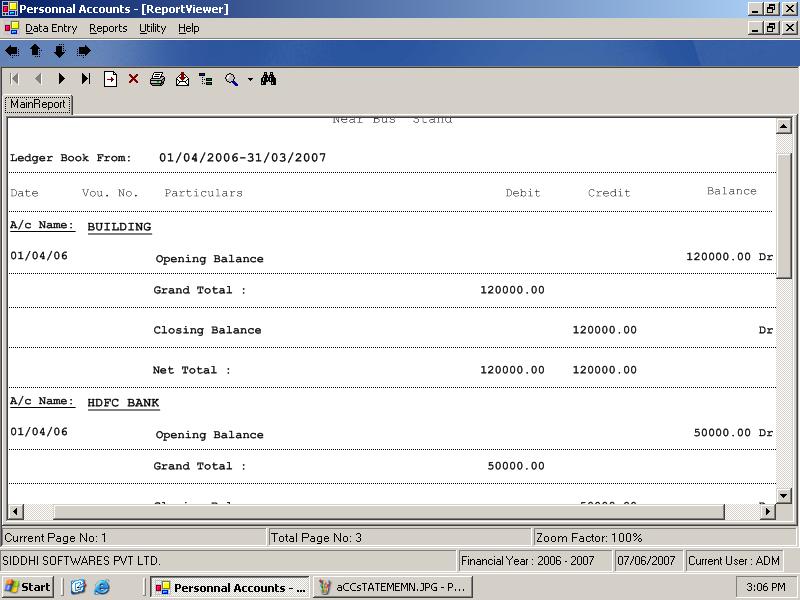 Personnal Accounts - [ReportViewer]
Data Entry Reports Utility Help
MainReport
Near Bus Stand
Ledger Book From: 01/04/2006-31/03/2007
Date Vou. No. Particulars Debit Credit Balance
A/c Name: BUILDING
01/04/06 Opening Balance 120000.00 Dr
Grand Total : 120000.00
Closing Balance 120000.00 Dr
Net Total : 120000.00 120000.00
A/c Name: HDFC BANK
01/04/06 Opening Balance 50000.00 Dr
Grand Total : 50000.00
Current Page No: 1 Total Page No: 3 Zoom Factor: 100%
SIDDHI SOFTWARES PVT LTD. Financial Year : 2006 - 2007 07/06/2007 Current User : ADM
Start Personnal Accounts - ... aCCsTATEMEMN.JPG - P... 3:06 PM